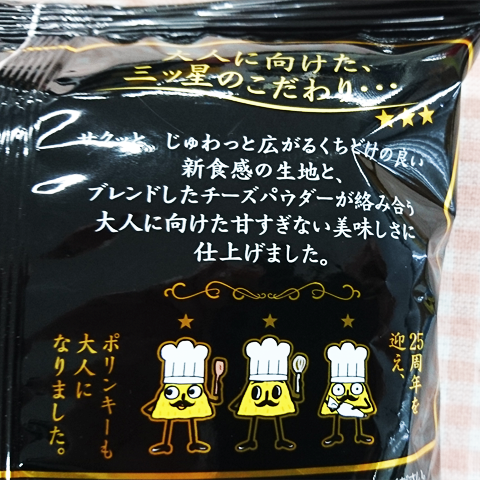 大人に向けた、
三ッ星のこだわり…
サクッと、じゅわっと広がるくちどけの良い
新食感の生地と、
ブレンドしたチーズパウダーが絡み合う
大人に向けた甘すぎない美味しさに
仕上げました。
25周年を
迎え、
ポリンキーも
大人に
なりました。